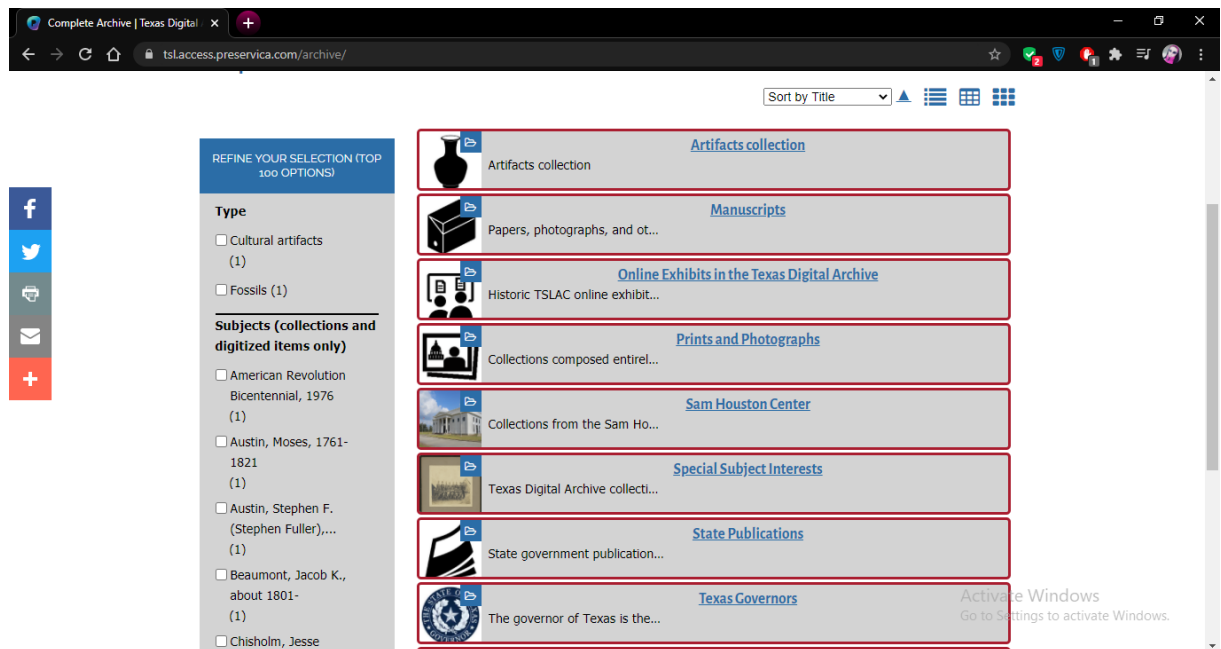 Complete Archive | Texas Digital
tsl.access.preservica.com/archive/
2
1
Sort by Title
REFINE YOUR SELECTION (TOP
100 OPTIONS)
Type
Cultural artifacts
(1)
Fossils (1)
Subjects (collections and
digitized items only)
American Revolution
Bicentennial, 1976
(1)
Austin, Moses, 1761-
1821
(1)
Austin, Stephen F.
(Stephen Fuller),...
(1)
Beaumont, Jacob K.,
about 1801-
(1)
Chisholm, Jesse
Artifacts collection
Artifacts collection
Manuscripts
Papers, photographs, and ot...
Online Exhibits in the Texas Digital Archive
Historic TSLAC online exhibit...
Prints and Photographs
Collections composed entirel...
Sam Houston Center
Collections from the Sam Ho...
Special Subject Interests
Texas Digital Archive collecti...
State Publications
State government publication...
Texas Governors
The governor of Texas is the...
Activate Windows
Go to Settings to activate Windows.